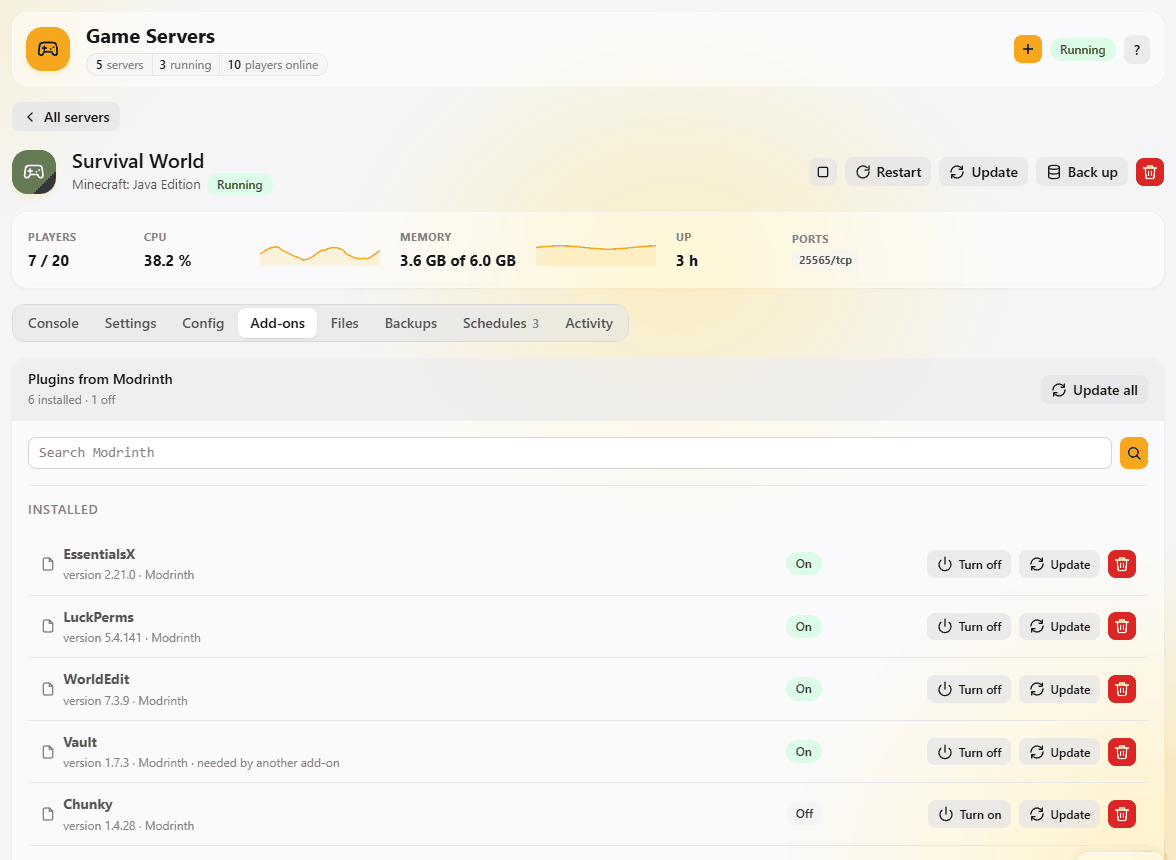 Game Servers
5 servers 3 running 10 players online
+ Running ?
All servers
Survival World
Minecraft: Java Edition Running
Restart Update Back up
PLAYERS CPU MEMORY UP PORTS
7 / 20 38.2 % 3.6 GB of 6.0 GB 3 h 25565/tcp
Console Settings Config Add-ons Files Backups Schedules 3 Activity
Plugins from Modrinth
6 installed · 1 off
Update all
Search Modrinth
INSTALLED
EssentialsX
version 2.21.0 · Modrinth
On Turn off Update
LuckPerms
version 5.4.141 · Modrinth
On Turn off Update
WorldEdit
version 7.3.9 · Modrinth
On Turn off Update
Vault
version 1.7.3 · Modrinth · needed by another add-on
On Turn off Update
Chunky
version 1.4.28 · Modrinth
Off Turn on Update